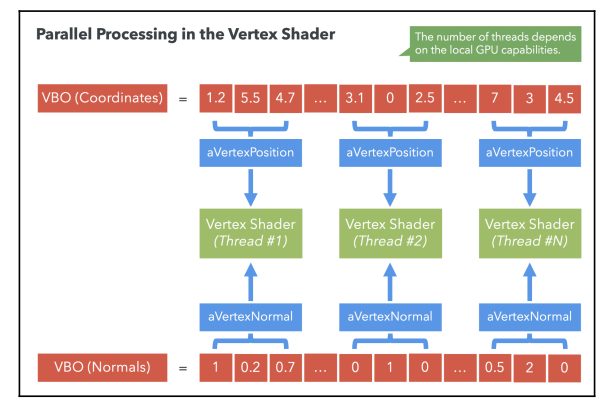 Parallel Processing in the Vertex Shader
The number of threads depends
on the local GPU capabilities.
VBO (Coordinates) = 1.2 5.5 4.7 ... 3.1 0 2.5 ... 7 3 4.5
aVertexPosition aVertexPosition aVertexPosition
Vertex Shader Vertex Shader Vertex Shader
(Thread #1) (Thread #2) (Thread #N)
aVertexNormal aVertexNormal aVertexNormal
VBO (Normals) = 1 0.2 0.7 ... 0 1 0 ... 0.5 2 0